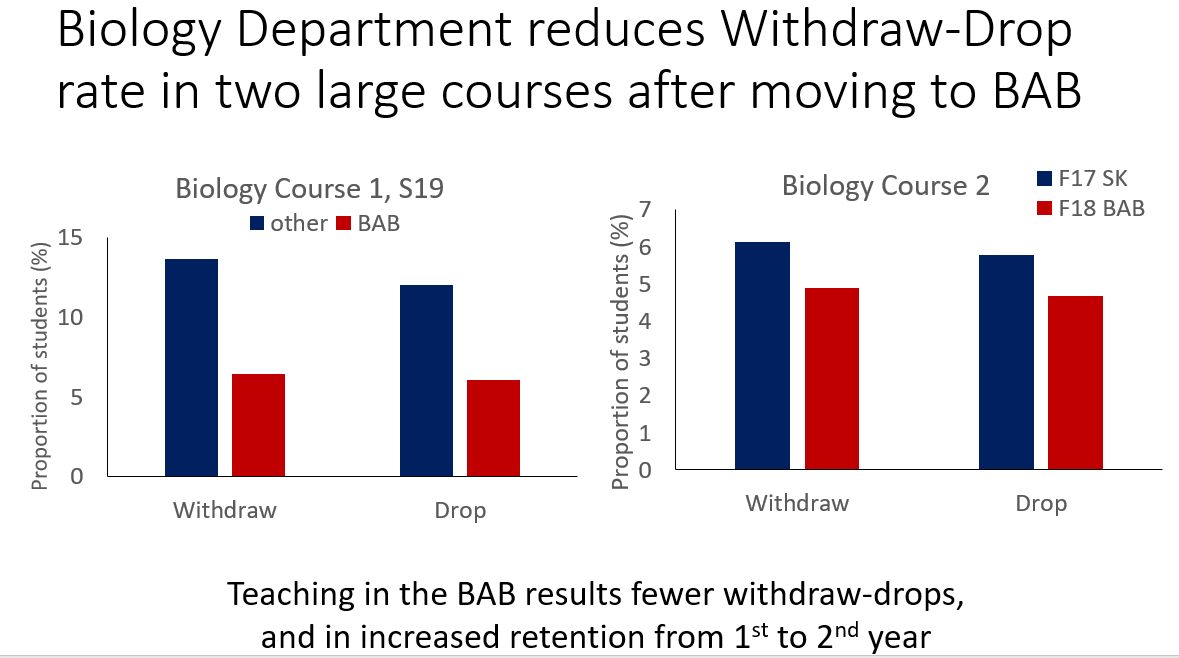 Biology Department reduces Withdraw-Drop
rate in two large courses after moving to BAB
Biology Course 1, S19
other BAB
Proportion of students (%)
15
10
5
0
Withdraw Drop
Biology Course 2
F17 SK
F18 BAB
Proportion of students (%)
7
6
5
4
3
2
1
0
Withdraw Drop
Teaching in the BAB results fewer withdraw-drops,
and in increased retention from 1st to 2nd year